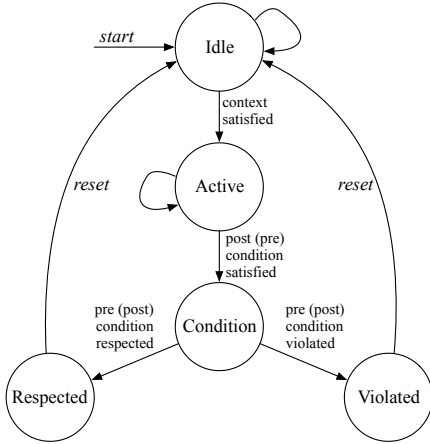 start
Idle
context
satisfied
Active
post (pre)
condition
satisfied
reset
reset
pre (post)
condition
respected
Condition
pre (post)
condition
violated
Respected
Violated